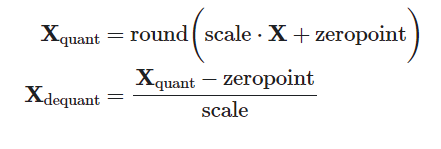 X_quant = round(scale · X + zeropoint)
X_dequant = (X_quant − zeropoint) / scale